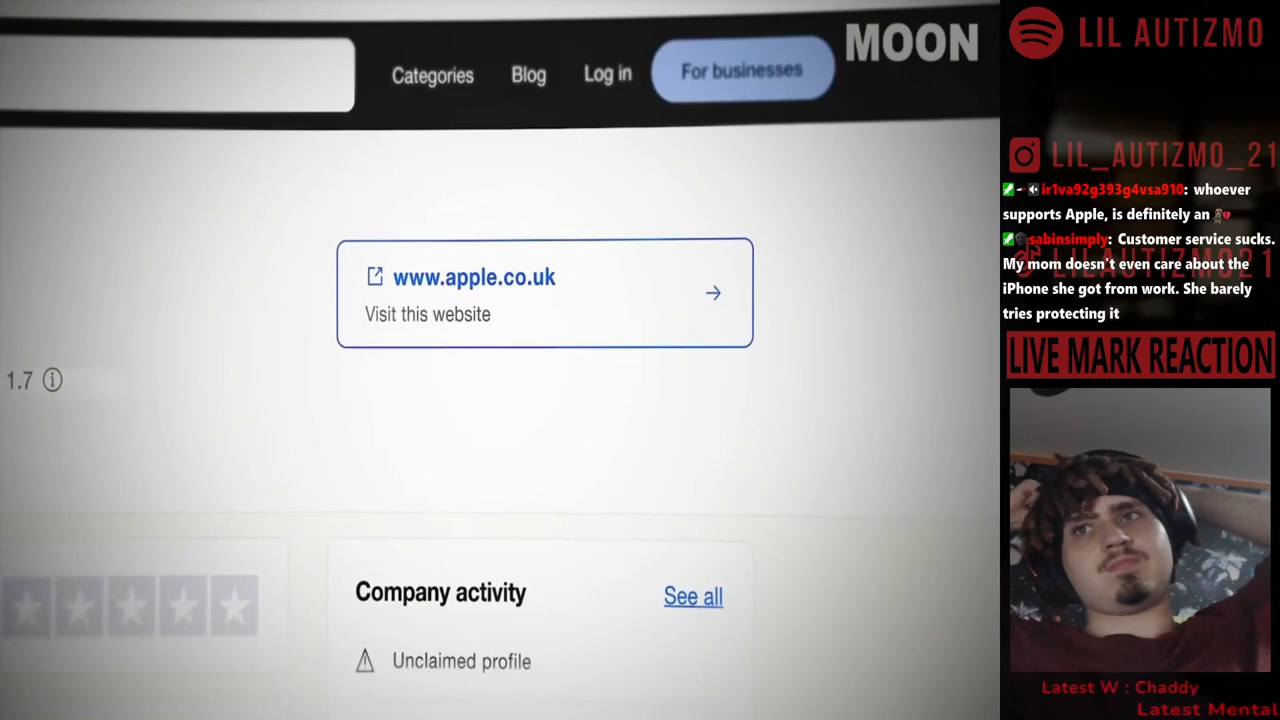 MOON
Categories
Blog
Log in
For businesses
www.apple.co.uk
Visit this website
1.7
Company activity
See all
Unclaimed profile
LIL AUTIZMO
LIL_AUTIZMO_21
ir1va92g393g4vsa910: whoever
supports Apple, is definitely an
sabinsimply: Customer service sucks.
My mom doesn't even care about the
LILAUTIZMO21
iPhone she got from work. She barely
tries protecting it
LIVE MARK REACTION
Latest W : Chaddy
Latest Mental